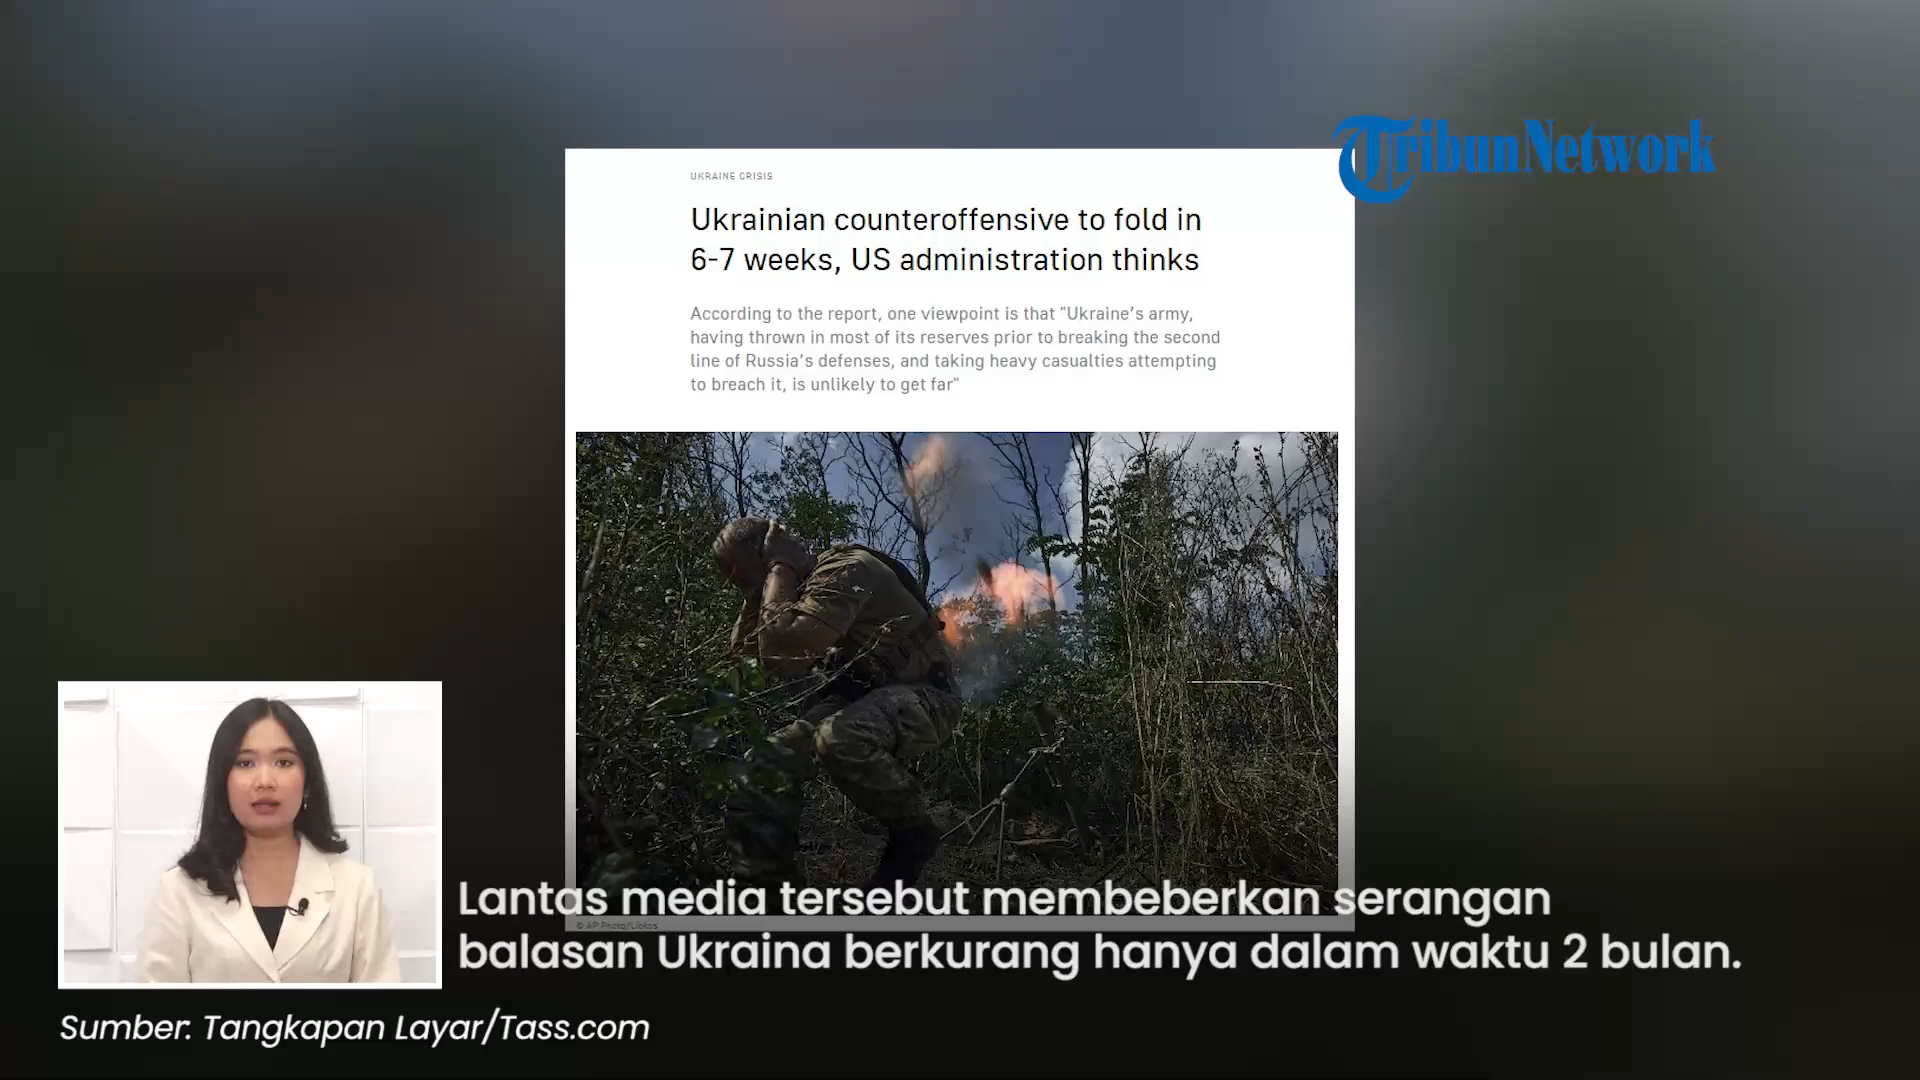 TribunNetwork
UKRAINE CRISIS
Ukrainian counteroffensive to fold in
6-7 weeks, US administration thinks
According to the report, one viewpoint is that "Ukraine's army,
having thrown in most of its reserves prior to breaking the second
line of Russia's defenses, and taking heavy casualties attempting
to breach it, is unlikely to get far"
© AP Photo/Libkos
Lantas media tersebut membeberkan serangan
balasan Ukraina berkurang hanya dalam waktu 2 bulan.
Sumber: Tangkapan Layar/Tass.com